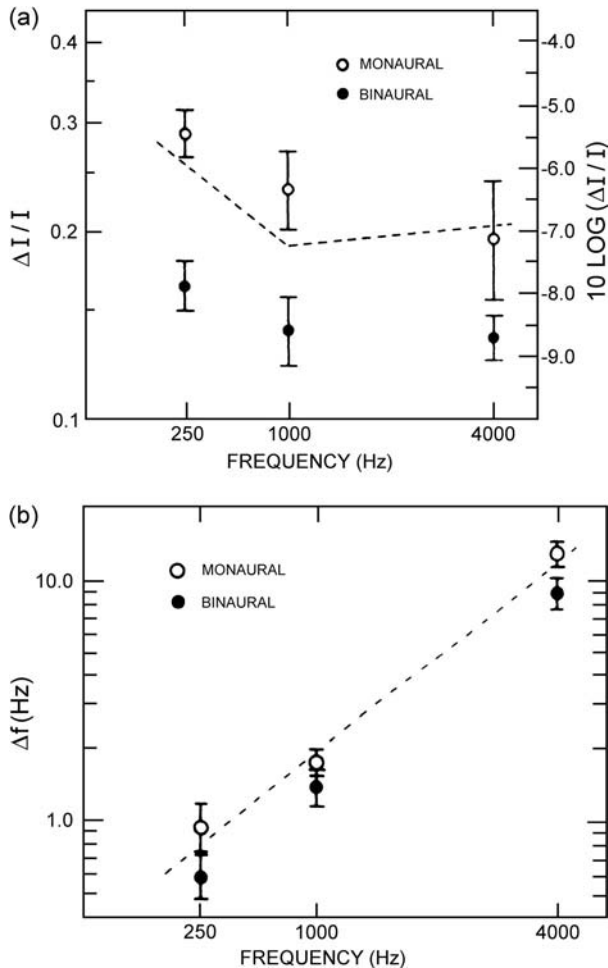 (a)
0.4
0.3
0.2
0.1
ΔI / I
MONAURAL
BINAURAL
-4.0
-5.0
-6.0
-7.0
-8.0
-9.0
10 LOG (ΔI / I)
250
1000
4000
FREQUENCY (Hz)
(b)
10.0
1.0
Δf (Hz)
MONAURAL
BINAURAL
250
1000
4000
FREQUENCY (Hz)